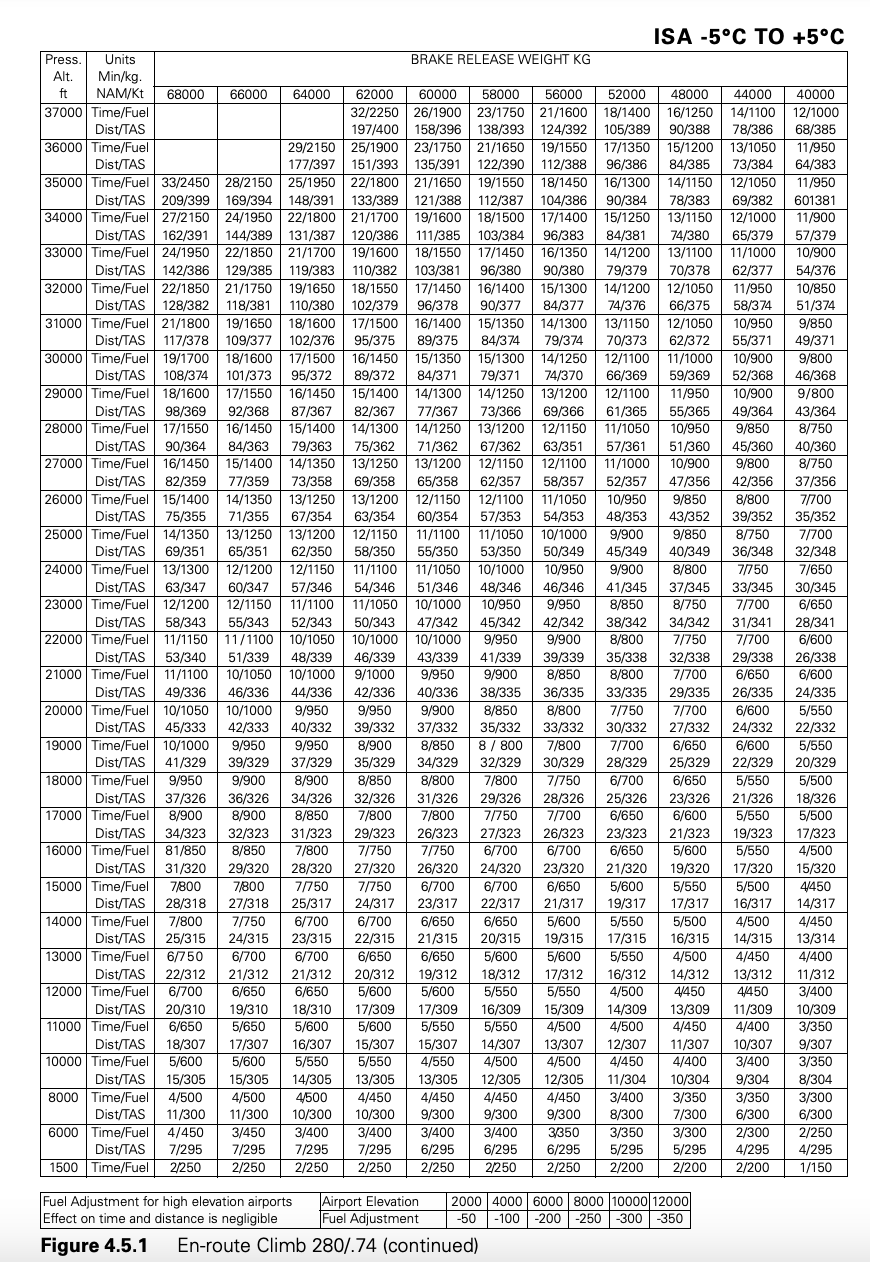 ISA -5°C TO +5°C
Press. Units BRAKE RELEASE WEIGHT KG
Alt. Min/kg.
ft NAM/Kt 68000 66000 64000 62000 60000 58000 56000 52000 48000 44000 40000
37000 Time/Fuel 32/2250 26/1900 23/1750 21/1600 18/1400 16/1250 14/1100 12/1000
Dist/TAS 197/400 158/396 138/393 124/392 105/389 90/388 78/386 68/385
36000 Time/Fuel 29/2150 25/1900 23/1750 21/1650 19/1550 17/1350 15/1200 13/1050 11/950
Dist/TAS 177/397 151/393 135/391 122/390 112/388 96/386 84/385 73/384 64/383
35000 Time/Fuel 33/2450 28/2150 25/1950 22/1800 21/1650 19/1550 18/1450 16/1300 14/1150 12/1050 11/950
Dist/TAS 209/399 169/394 148/391 133/389 121/388 112/387 104/386 90/384 78/383 69/382 601381
34000 Time/Fuel 27/2150 24/1950 22/1800 21/1700 19/1600 18/1500 17/1400 15/1250 13/1150 12/1000 11/900
Dist/TAS 162/391 144/389 131/387 120/386 111/385 103/384 96/383 84/381 74/380 65/379 57/379
33000 Time/Fuel 24/1950 22/1850 21/1700 19/1600 18/1550 17/1450 16/1350 14/1200 13/1100 11/1000 10/900
Dist/TAS 142/386 129/385 119/383 110/382 103/381 96/380 90/380 79/379 70/378 62/377 54/376
32000 Time/Fuel 22/1850 21/1750 19/1650 18/1550 17/1450 16/1400 15/1300 14/1200 12/1050 11/950 10/850
Dist/TAS 128/382 118/381 110/380 102/379 96/378 90/377 84/377 74/376 66/375 58/374 51/374
31000 Time/Fuel 21/1800 19/1650 18/1600 17/1500 16/1400 15/1350 14/1300 13/1150 12/1050 10/950 9/850
Dist/TAS 117/378 109/377 102/376 95/375 89/375 84/374 79/374 70/373 62/372 55/371 49/371
30000 Time/Fuel 19/1700 18/1600 17/1500 16/1450 15/1350 15/1300 14/1250 12/1100 11/1000 10/900 9/800
Dist/TAS 108/374 101/373 95/372 89/372 84/371 79/371 74/370 66/369 59/369 52/368 46/368
29000 Time/Fuel 18/1600 17/1550 16/1450 15/1400 14/1300 14/1250 13/1200 12/1100 11/950 10/900 9/800
Dist/TAS 98/369 92/368 87/367 82/367 77/367 73/366 69/366 61/365 55/365 49/364 43/364
28000 Time/Fuel 17/1550 16/1450 15/1400 14/1300 14/1250 13/1200 12/1150 11/1050 10/950 9/850 8/750
Dist/TAS 90/364 84/363 79/363 75/362 71/362 67/362 63/351 57/361 51/360 45/360 40/360
27000 Time/Fuel 16/1450 15/1400 14/1350 13/1250 13/1200 12/1150 12/1100 11/1000 10/900 9/800 8/750
Dist/TAS 82/359 77/359 73/358 69/358 65/358 62/357 58/357 52/357 47/356 42/356 37/356
26000 Time/Fuel 15/1400 14/1350 13/1250 13/1200 12/1150 12/1100 11/1050 10/950 9/850 8/800 7/700
Dist/TAS 75/355 71/355 67/354 63/354 60/354 57/353 54/353 48/353 43/352 39/352 35/352
25000 Time/Fuel 14/1350 13/1250 13/1200 12/1150 11/1100 11/1050 10/1000 9/900 9/850 8/750 7/700
Dist/TAS 69/351 65/351 62/350 58/350 55/350 53/350 50/349 45/349 40/349 36/348 32/348
24000 Time/Fuel 13/1300 12/1200 12/1150 11/1100 11/1050 10/1000 10/950 9/900 8/800 7/750 7/650
Dist/TAS 63/347 60/347 57/346 54/346 51/346 48/346 46/346 41/345 37/345 33/345 30/345
23000 Time/Fuel 12/1200 12/1150 11/1100 11/1050 10/1000 10/950 9/950 8/850 8/750 7/700 6/650
Dist/TAS 58/343 55/343 52/343 50/343 47/342 45/342 42/342 38/342 34/342 31/341 28/341
22000 Time/Fuel 11/1150 11/1100 10/1050 10/1000 10/1000 9/950 9/900 8/800 7/750 7/700 6/600
Dist/TAS 53/340 51/339 48/339 46/339 43/339 41/339 39/339 35/338 32/338 29/338 26/338
21000 Time/Fuel 11/1100 10/1050 10/1000 9/1000 9/950 9/900 8/850 8/800 7/700 6/650 6/600
Dist/TAS 49/336 46/336 44/336 42/336 40/336 38/335 36/335 33/335 29/335 26/335 24/335
20000 Time/Fuel 10/1050 10/1000 9/950 9/950 9/900 8/850 8/800 7/750 7/700 6/600 5/550
Dist/TAS 45/333 42/333 40/332 39/332 37/332 35/332 33/332 30/332 27/332 24/332 22/332
19000 Time/Fuel 10/1000 9/950 9/950 8/900 8/850 8 / 800 7/800 7/700 6/650 6/600 5/550
Dist/TAS 41/329 39/329 37/329 35/329 34/329 32/329 30/329 28/329 25/329 22/329 20/329
18000 Time/Fuel 9/950 9/900 8/900 8/850 8/800 7/800 7/750 6/700 6/650 5/550 5/500
Dist/TAS 37/326 36/326 34/326 32/326 31/326 29/326 28/326 25/326 23/326 21/326 18/326
17000 Time/Fuel 8/900 8/900 8/850 7/800 7/800 7/750 7/700 6/650 6/600 5/550 5/500
Dist/TAS 34/323 32/323 31/323 29/323 26/323 27/323 26/323 23/323 21/323 19/323 17/323
16000 Time/Fuel 81/850 8/850 7/800 7/750 7/750 6/700 6/700 6/650 5/600 5/550 4/500
Dist/TAS 31/320 29/320 28/320 27/320 26/320 24/320 23/320 21/320 19/320 17/320 15/320
15000 Time/Fuel 7/800 7/800 7/750 7/750 6/700 6/700 6/650 5/600 5/550 5/500 4/450
Dist/TAS 28/318 27/318 25/317 24/317 23/317 22/317 21/317 19/317 17/317 16/317 14/317
14000 Time/Fuel 7/800 7/750 6/700 6/700 6/650 6/650 5/600 5/550 5/500 4/500 4/450
Dist/TAS 25/315 24/315 23/315 22/315 21/315 20/315 19/315 17/315 16/315 14/315 13/314
13000 Time/Fuel 6/750 6/700 6/700 6/650 6/650 5/600 5/600 5/550 4/500 4/450 4/400
Dist/TAS 22/312 21/312 21/312 20/312 19/312 18/312 17/312 16/312 14/312 13/312 11/312
12000 Time/Fuel 6/700 6/650 6/650 5/600 5/600 5/600 5/550 4/500 4/450 4/450 3/400
Dist/TAS 20/310 19/310 18/310 17/309 17/309 16/309 15/309 14/309 13/309 11/309 10/309
11000 Time/Fuel 6/650 5/650 5/600 5/600 5/550 5/550 4/500 4/500 4/450 4/400 3/350
Dist/TAS 18/307 17/307 16/307 15/307 15/307 14/307 13/307 12/307 11/307 10/307 9/307
10000 Time/Fuel 5/600 5/600 5/550 5/550 4/550 4/500 4/500 4/450 4/400 3/400 3/350
Dist/TAS 15/305 15/305 14/305 13/305 13/305 12/305 12/305 11/304 10/304 9/304 8/304
8000 Time/Fuel 4/500 4/500 4/500 4/450 4/450 4/450 4/450 3/400 3/350 3/350 3/300
Dist/TAS 11/300 11/300 10/300 10/300 9/300 9/300 9/300 8/300 7/300 6/300 6/300
6000 Time/Fuel 4/450 3/450 3/400 3/400 3/400 3/400 3/350 3/350 3/300 2/300 2/250
Dist/TAS 7/295 7/295 7/295 7/295 6/295 6/295 6/295 5/295 5/295 4/295 4/295
1500 Time/Fuel 2/250 2/250 2/250 2/250 2/250 2/250 2/250 2/200 2/200 2/200 1/150
Fuel Adjustment for high elevation airports Airport Elevation 2000 4000 6000 8000 10000 12000
Effect on time and distance is negligible Fuel Adjustment -50 -100 -200 -250 -300 -350
Figure 4.5.1 En-route Climb 280/.74 (continued)